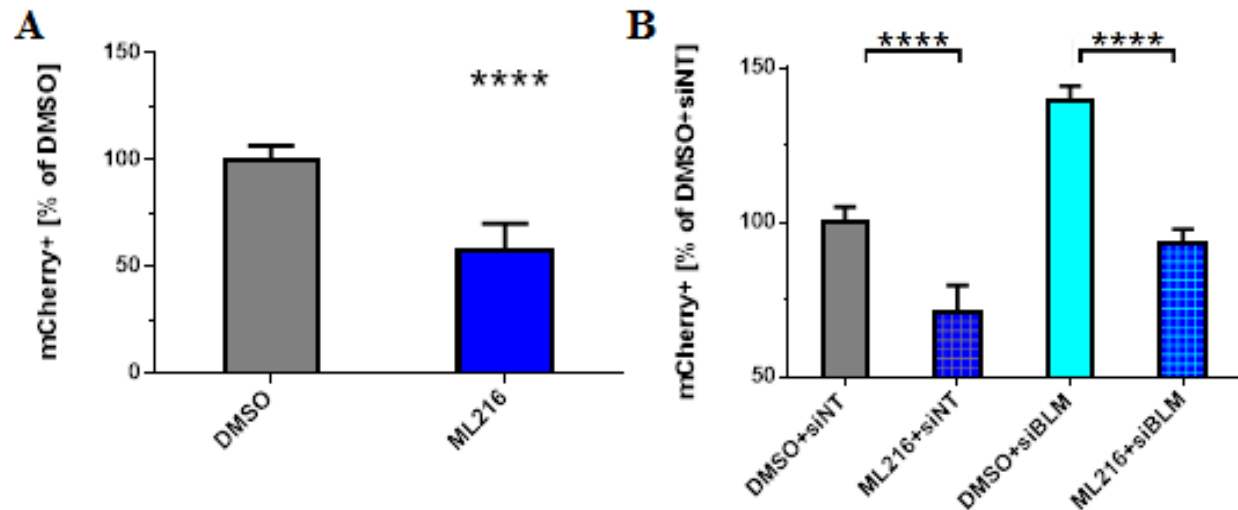 A
mCherry+ [% of DMSO]
150
100
50
0
****
DMSO
ML216
B
mCherry+ [% of DMSO+siNT]
150
100
50
****
****
DMSO+siNT
ML216+siNT
DMSO+siBLM
ML216+siBLM